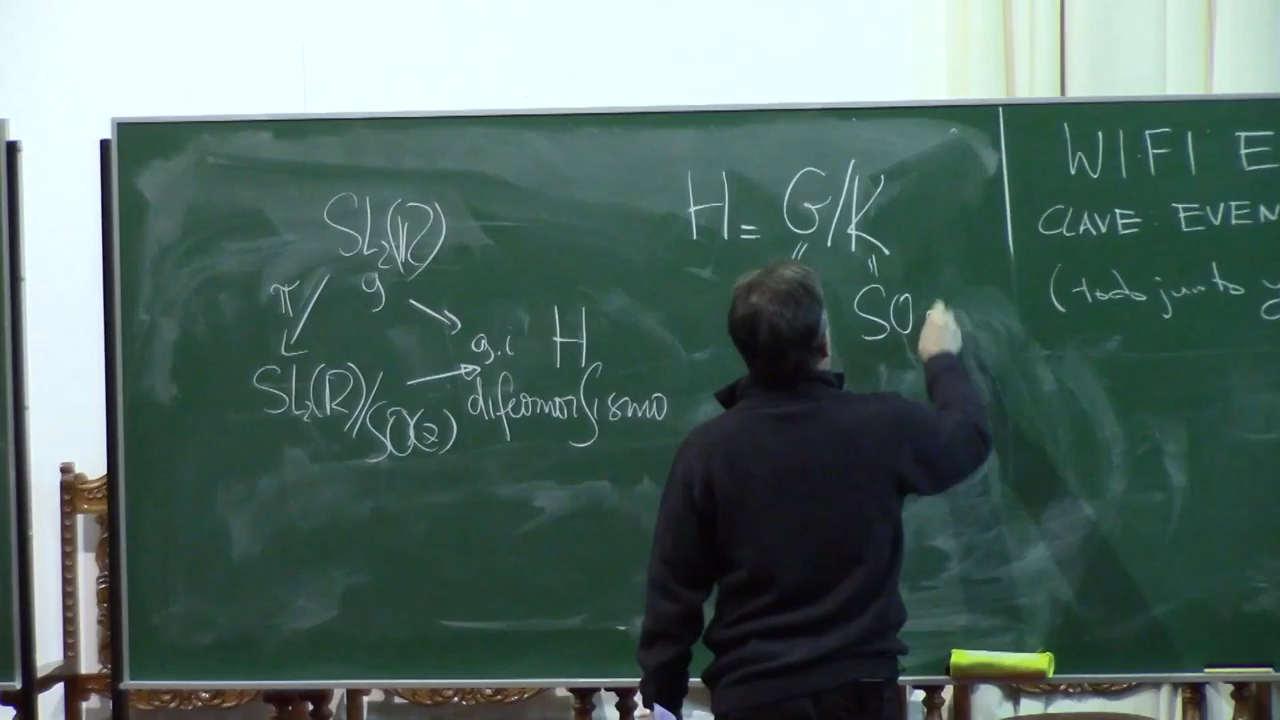 SL₂(R)
π g
g.i H
SL₂(R)/SO(2) difeomorfismo
H = G/K
SO
WIFI
CLAVE EVEN
(todo junto y